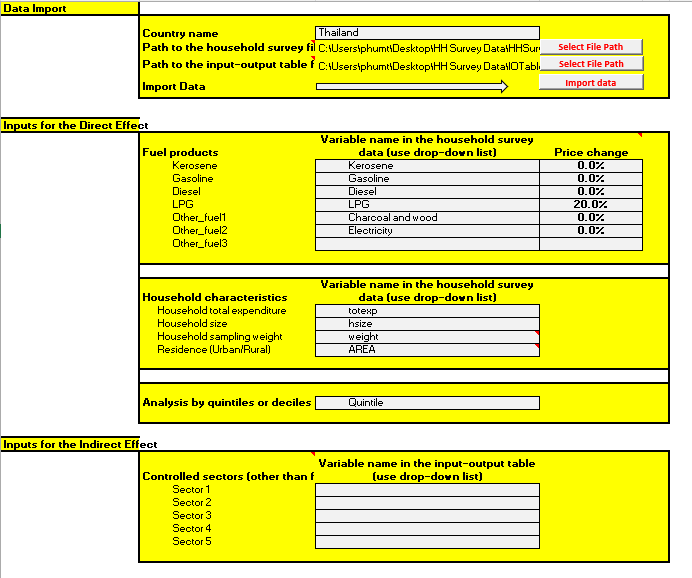 Data Import
Country name Thailand
Path to the household survey fil C:\Users\phumt\Desktop\HH Survey Data\HHSur Select File Path
Path to the input-output table f C:\Users\phumt\Desktop\HH Survey Data\IOTabl Select File Path
Import Data Import data
Inputs for the Direct Effect
Variable name in the household survey
Fuel products data (use drop-down list) Price change
Kerosene Kerosene 0.0%
Gasoline Gasoline 0.0%
Diesel Diesel 0.0%
LPG LPG 20.0%
Other_fuel1 Charcoal and wood 0.0%
Other_fuel2 Electricity 0.0%
Other_fuel3
Variable name in the household survey
Household characteristics data (use drop-down list)
Household total expenditure totexp
Household size hsize
Household sampling weight weight
Residence (Urban/Rural) AREA
Analysis by quintiles or deciles Quintile
Inputs for the Indirect Effect
Variable name in the input-output table
Controlled sectors (other than f (use drop-down list)
Sector 1
Sector 2
Sector 3
Sector 4
Sector 5